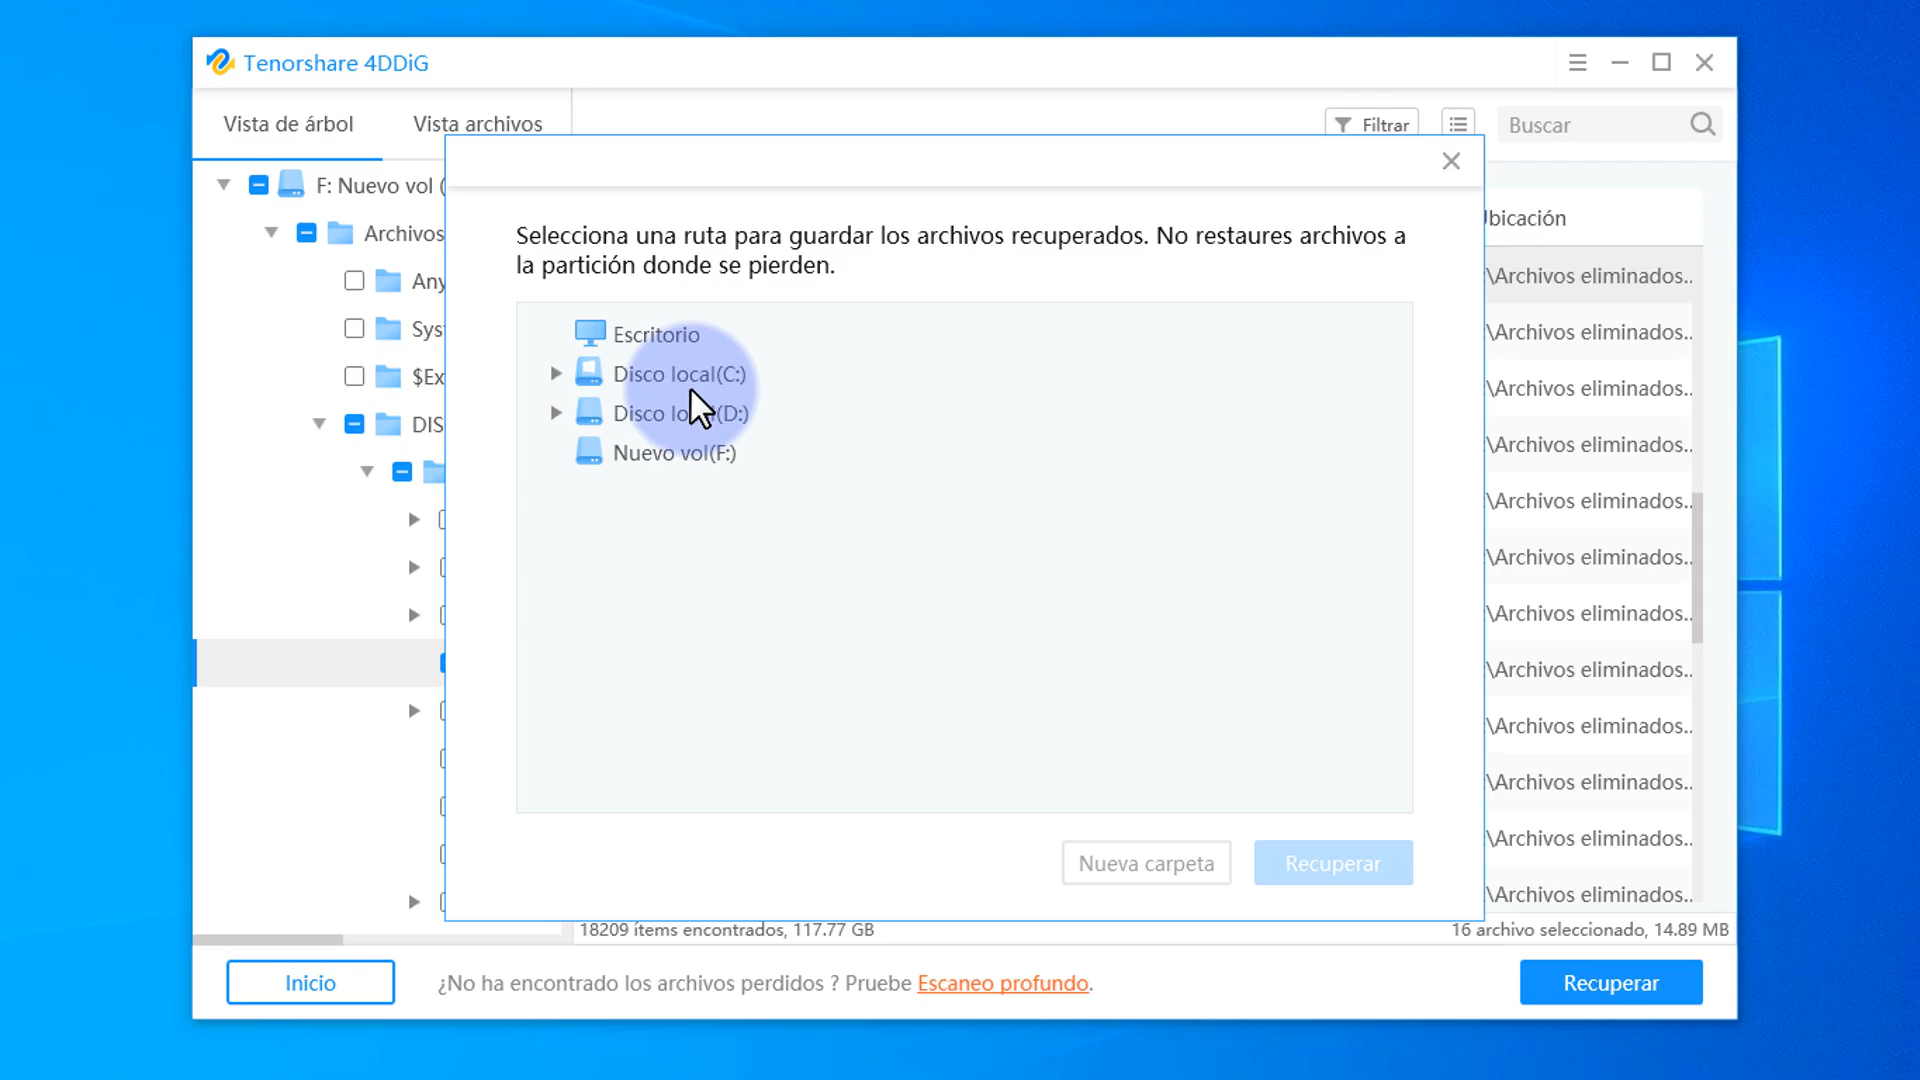 Tenorshare 4DDiG
Vista de árbol
Vista archivos
Filtrar
Buscar
F: Nuevo vol (
Archivos
Any
Sys
$Ex
DIS
Selecciona una ruta para guardar los archivos recuperados. No restaures archivos a
la partición donde se pierden.
Escritorio
Disco local(C:)
Disco local(D:)
Nuevo vol(F:)
Nueva carpeta
Recuperar
Ubicación
\Archivos eliminados..
\Archivos eliminados..
\Archivos eliminados..
\Archivos eliminados..
\Archivos eliminados..
\Archivos eliminados..
\Archivos eliminados..
\Archivos eliminados..
\Archivos eliminados..
\Archivos eliminados..
\Archivos eliminados..
\Archivos eliminados..
18209 ítems encontrados, 117.77 GB
16 archivo seleccionado, 14.89 MB
Inicio
¿No ha encontrado los archivos perdidos ? Pruebe Escaneo profundo.
Recuperar